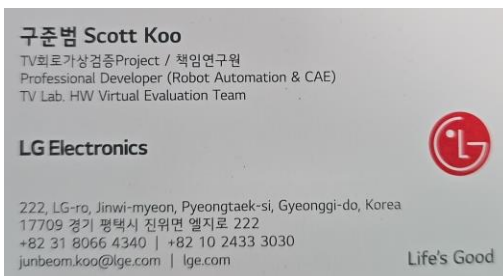 구준범 Scott Koo
TV회로가상검증Project / 책임연구원
Professional Developer (Robot Automation & CAE)
TV Lab. HW Virtual Evaluation Team
LG Electronics
222, LG-ro, Jinwi-myeon, Pyeongtaek-si, Gyeonggi-do, Korea
17709 경기 평택시 진위면 엘지로 222
+82 31 8066 4340 | +82 10 2433 3030
junbeom.koo@lge.com | lge.com
Life's Good